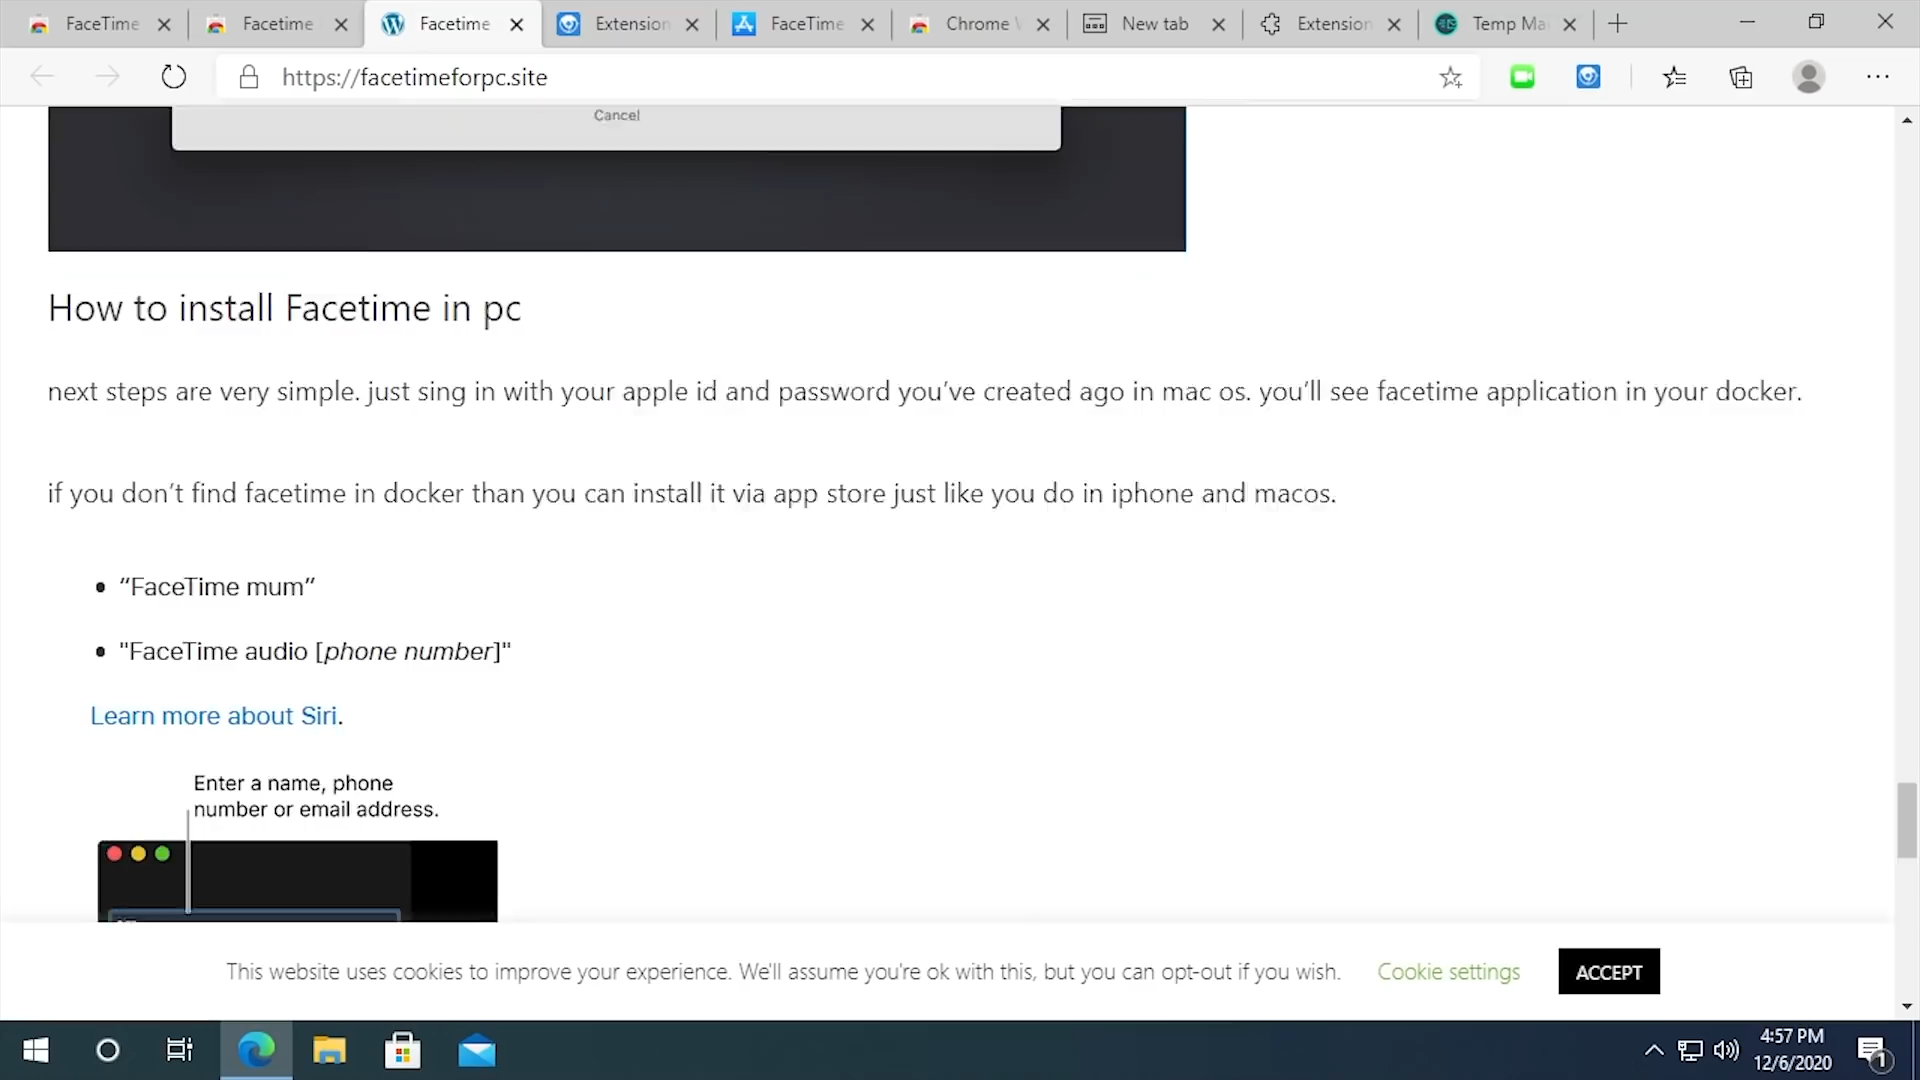 FaceTime
Facetime
Facetime
Extension
FaceTime
Chrome
New tab
Extension
Temp Ma
https://facetimeforpc.site
Cancel
How to install Facetime in pc
next steps are very simple. just sing in with your apple id and password you’ve created ago in mac os. you’ll see facetime application in your docker.
if you don’t find facetime in docker than you can install it via app store just like you do in iphone and macos.
• “FaceTime mum”
• "FaceTime audio [phone number]"
Learn more about Siri.
Enter a name, phone
number or email address.
This website uses cookies to improve your experience. We'll assume you're ok with this, but you can opt-out if you wish.
Cookie settings
ACCEPT
4:57 PM
12/6/2020
1